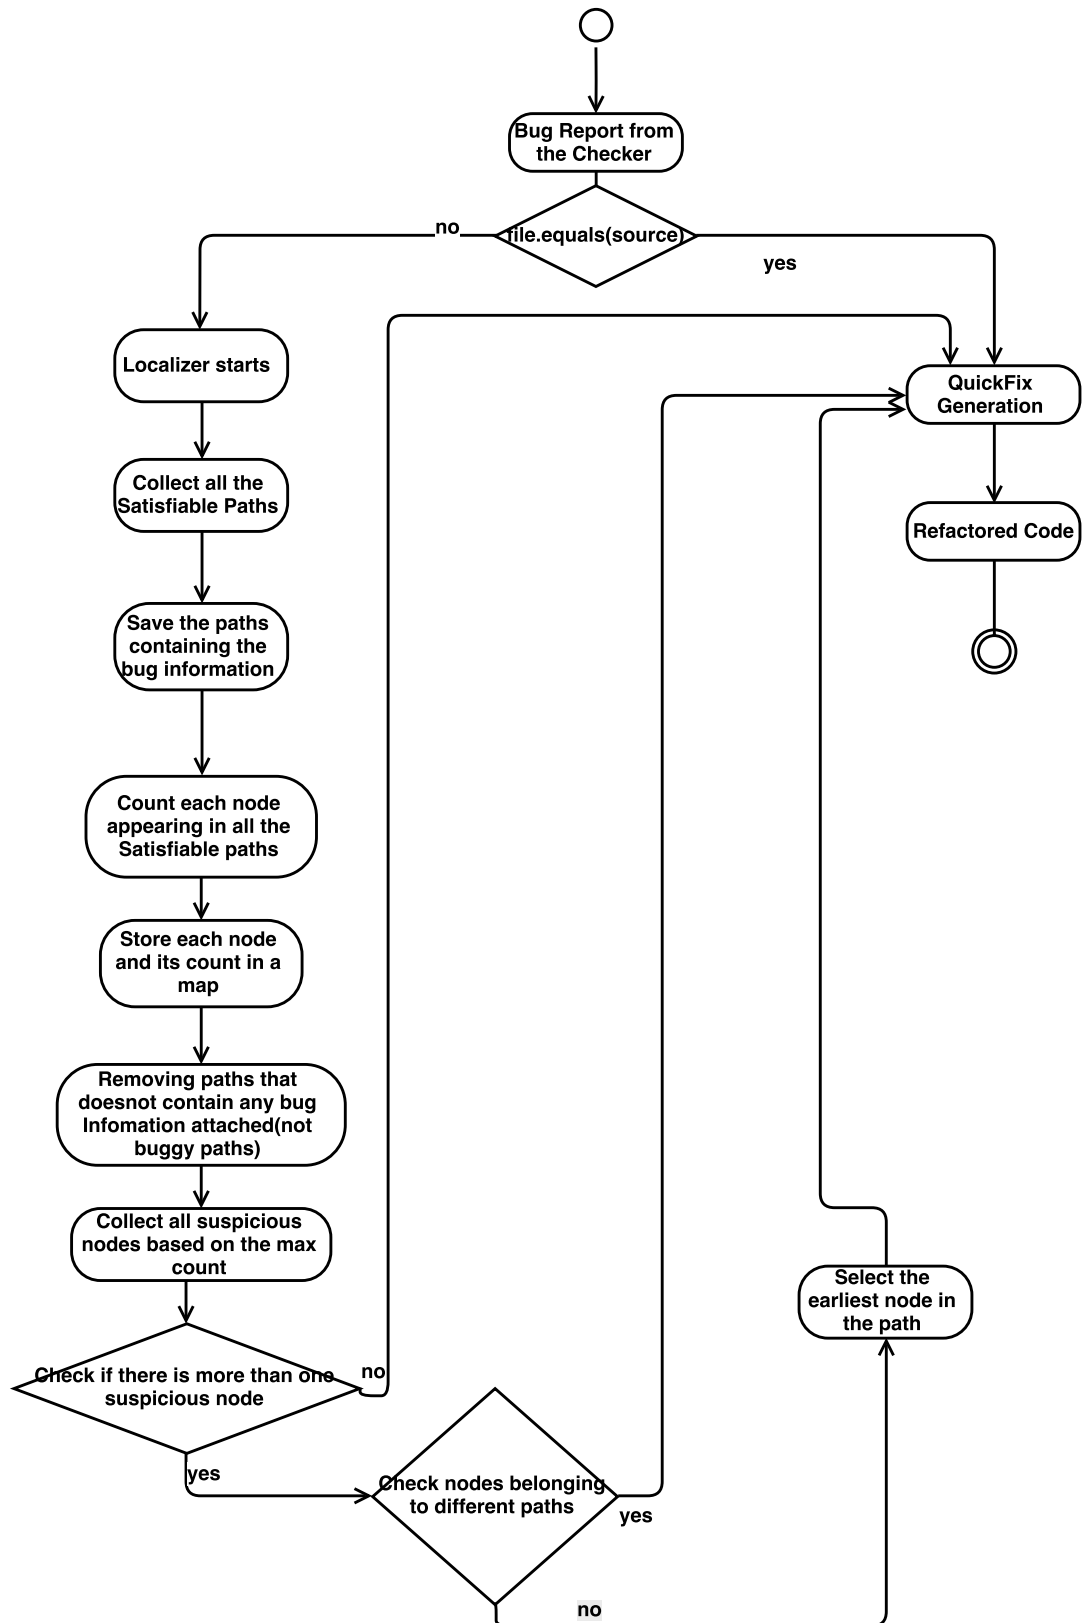 Bug Report from
the Checker
file.equals(source)
no
yes
Localizer starts
QuickFix
Generation
Collect all the
Satisfiable Paths
Refactored Code
Save the paths
containing the
bug information
Count each node
appearing in all the
Satisfiable paths
Store each node
and its count in a
map
Removing paths that
doesnot contain any bug
Infomation attached(not
buggy paths)
Collect all suspicious
nodes based on the max
count
Select the
earliest node in
the path
Check if there is more than one
suspicious node
no
yes
Check nodes belonging
to different paths
yes
no